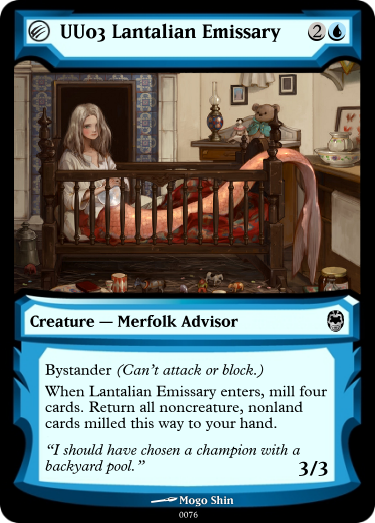 UU03 Lantalian Emissary 2
Creature — Merfolk Advisor
Bystander (Can't attack or block.)
When Lantalian Emissary enters, mill four
cards. Return all noncreature, nonland
cards milled this way to your hand.
“I should have chosen a champion with a
backyard pool.”
3/3
Mogo Shin
0076